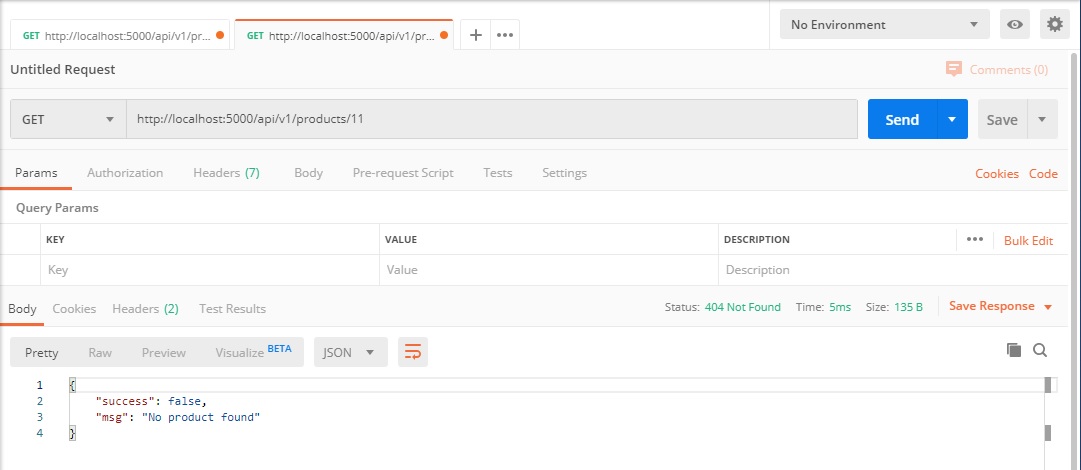 GET http://localhost:5000/api/v1/pr... GET http://localhost:5000/api/v1/pr... + ••• No Environment
Untitled Request Comments (0)
GET http://localhost:5000/api/v1/products/11 Send Save
Params Authorization Headers (7) Body Pre-request Script Tests Settings Cookies Code
Query Params
KEY VALUE DESCRIPTION ••• Bulk Edit
Key Value Description
Body Cookies Headers (2) Test Results Status: 404 Not Found Time: 5ms Size: 135 B Save Response
Pretty Raw Preview Visualize BETA JSON
1 {
2 "success": false,
3 "msg": "No product found"
4 }